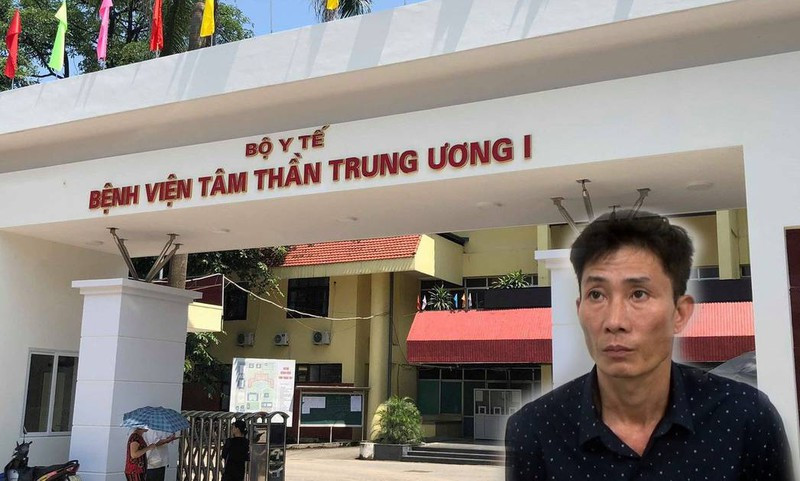 BỘ Y TẾ
BỆNH VIỆN TÂM THẦN TRUNG ƯƠNG I